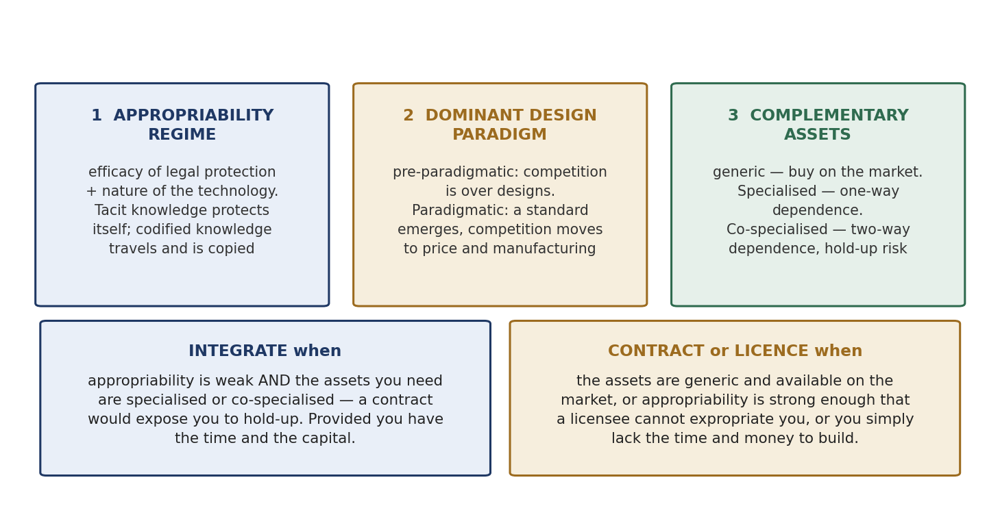 1  APPROPRIABILITY
REGIME
efficacy of legal protection
+ nature of the technology.
Tacit knowledge protects
itself; codified knowledge
travels and is copied
2  DOMINANT DESIGN
PARADIGM
pre-paradigmatic: competition
is over designs.
Paradigmatic: a standard
emerges, competition moves
to price and manufacturing
3  COMPLEMENTARY
ASSETS
generic — buy on the market.
Specialised — one-way
dependence.
Co-specialised — two-way
dependence, hold-up risk
INTEGRATE when
appropriability is weak AND the assets you need
are specialised or co-specialised — a contract
would expose you to hold-up. Provided you have
the time and the capital.
CONTRACT or LICENCE when
the assets are generic and available on the
market, or appropriability is strong enough that
a licensee cannot expropriate you, or you simply
lack the time and money to build.